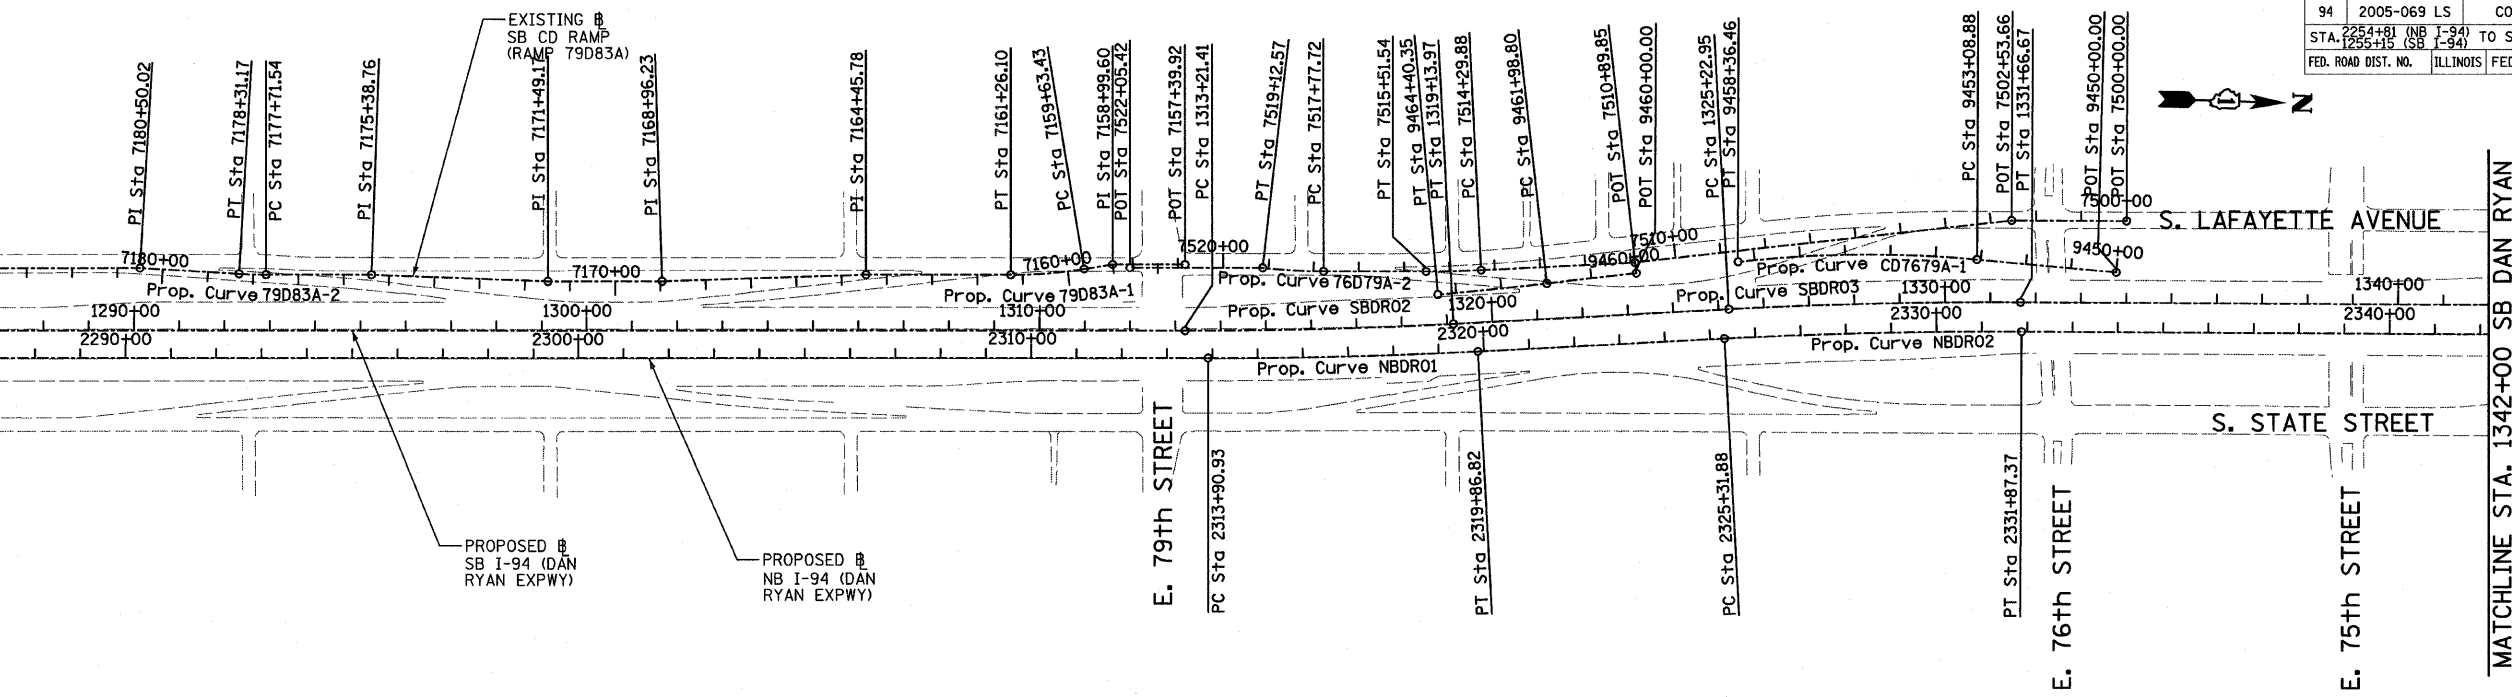 94 2005-069 LS CO
STA. 2254+81 (NB I-94) TO S
1255+15 (SB I-94)
FED. ROAD DIST. NO. ILLINOIS FED
EXISTING
SB CD RAMP
(RAMP 79D83A)
N
PI Sta 7180+50.02
PT Sta 7178+31.17
PC Sta 7177+71.54
PI Sta 7175+38.76
PI Sta 7171+49.17
PI Sta 7168+96.23
PI Sta 7164+45.78
PI Sta 7161+26.10
PC Sta 7159+63.43
PI Sta 7158+99.60
POT Sta 7522+05.42
POT Sta 7157+39.92
PC Sta 1313+21.41
PT Sta 7519+12.57
PC Sta 7517+77.72
PT Sta 7515+51.54
PT Sta 9464+40.35
PT Sta 1319+13.97
PC Sta 7514+29.88
PC Sta 9461+98.80
POT Sta 7510+89.85
POT Sta 9460+00.00
PC Sta 1325+22.95
PT Sta 9458+36.46
PC Sta 9453+08.88
POT Sta 7502+53.66
PT Sta 1331+66.67
POT Sta 9450+00.00
POT Sta 7500+00.00
7500+00
S. LAFAYETTE AVENUE
7180+00
7170+00
7160+00
7520+00
7510+00
9460+00
9450+00
Prop. Curve 79D83A-2
Prop. Curve 79D83A-1
Prop. Curve 76D79A-2
Prop. Curve CD7679A-1
Prop. Curve SBDR02
Prop. Curve SBDR03
1290+00
1300+00
1310+00
1320+00
1330+00
1340+00
2290+00
2300+00
2310+00
2320+00
2330+00
2340+00
Prop. Curve NBDR01
Prop. Curve NBDR02
S. STATE STREET
PC Sta 2313+90.93
PT Sta 2319+86.82
PC Sta 2325+31.88
PT Sta 2331+87.37
E. 79th STREET
E. 76th STREET
E. 75th STREET
PROPOSED
SB I-94 (DAN
RYAN EXPWY)
PROPOSED
NB I-94 (DAN
RYAN EXPWY)
MATCHLINE STA. 1342+00 SB DAN RYAN